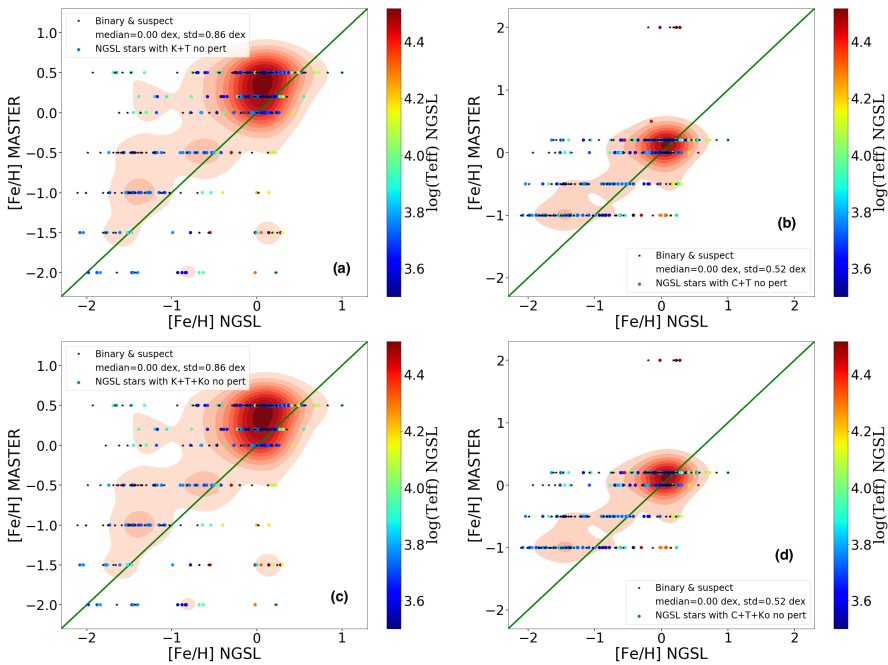 Binary & suspect
median=0.00 dex, std=0.86 dex
NGSL stars with K+T no pert
[Fe/H] MASTER
1.0
0.5
0.0
−0.5
−1.0
−1.5
−2.0
(a)
−2
−1
0
1
[Fe/H] NGSL
4.4
4.2
4.0
3.8
3.6
log(Teff) NGSL
[Fe/H] MASTER
2
1
0
−1
−2
(b)
Binary & suspect
median=0.00 dex, std=0.52 dex
NGSL stars with C+T no pert
−2
−1
0
1
2
[Fe/H] NGSL
4.4
4.2
4.0
3.8
3.6
log(Teff) NGSL
Binary & suspect
median=0.00 dex, std=0.86 dex
NGSL stars with K+T+Ko no pert
[Fe/H] MASTER
1.0
0.5
0.0
−0.5
−1.0
−1.5
−2.0
(c)
−2
−1
0
1
[Fe/H] NGSL
4.4
4.2
4.0
3.8
3.6
log(Teff) NGSL
[Fe/H] MASTER
2
1
0
−1
−2
(d)
Binary & suspect
median=0.00 dex, std=0.52 dex
NGSL stars with C+T+Ko no pert
−2
−1
0
1
2
[Fe/H] NGSL
4.4
4.2
4.0
3.8
3.6
log(Teff) NGSL